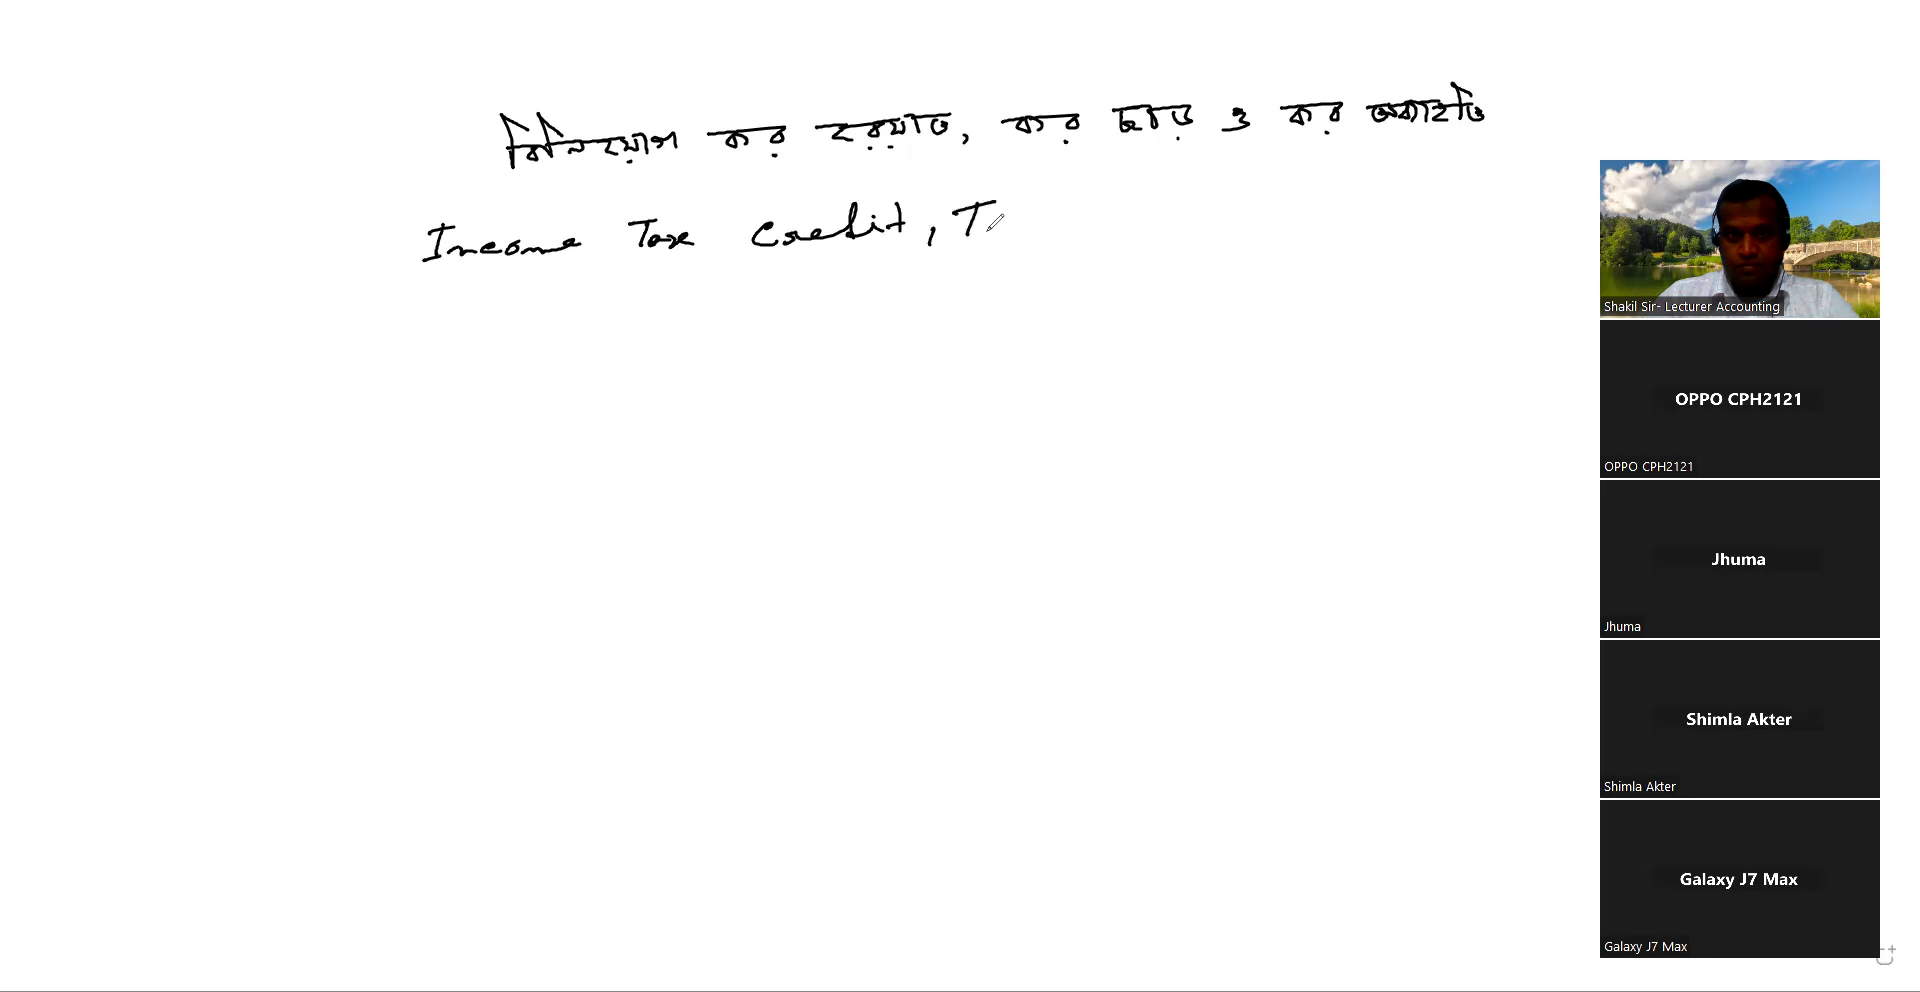 বিনিয়োগ কর রেয়াত, কর ছাড় ও কর অব্যাহতি
Income Tax Credit, T
Shakil Sir- Lecturer Accounting
OPPO CPH2121
OPPO CPH2121
Jhuma
Jhuma
Shimla Akter
Shimla Akter
Galaxy J7 Max
Galaxy J7 Max